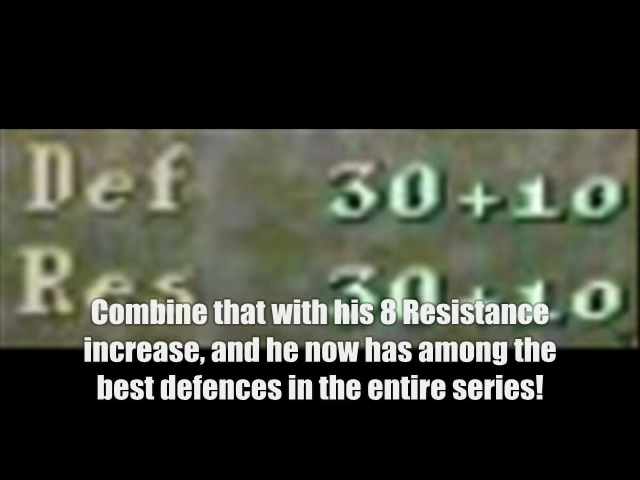 Def 30+10
Res 30+10
Combine that with his 8 Resistance
increase, and he now has among the
best defences in the entire series!